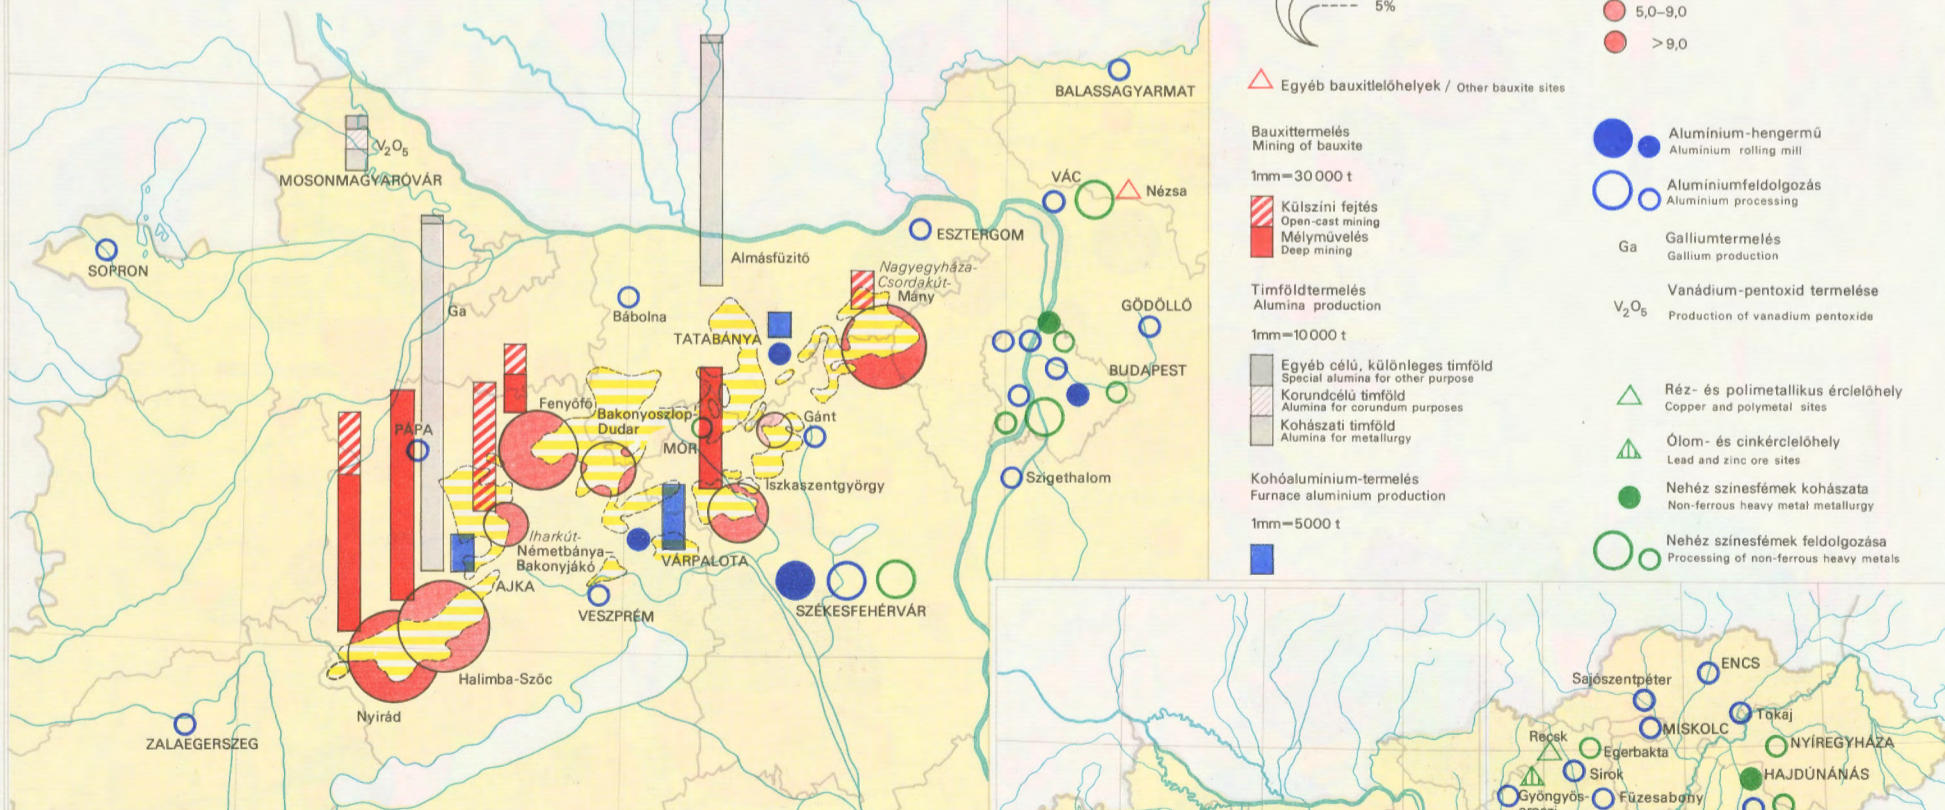 5%
5,0–9,0
>9,0
Egyéb bauxitlelőhelyek / Other bauxite sites
Bauxittermelés
Mining of bauxite
1mm=30 000 t
Külszíni fejtés
Open-cast mining
Mélyművelés
Deep mining
Timföldtermelés
Alumina production
1mm=10 000 t
Egyéb célú, különleges timföld
Special alumina for other purpose
Korundcélú timföld
Alumina for corundum purposes
Kohászati timföld
Alumina for metallurgy
Kohóalumínium-termelés
Furnace aluminium production
1mm=5000 t
Alumínium-hengermű
Aluminium rolling mill
Alumíniumfeldolgozás
Aluminium processing
Ga
Galliumtermelés
Gallium production
V2O5
Vanádium-pentoxid termelése
Production of vanadium pentoxide
Réz- és polimetallikus érclelőhely
Copper and polymetal sites
Ólom- és cinkérclelőhely
Lead and zinc ore sites
Nehéz színesfémek kohászata
Non-ferrous heavy metal metallurgy
Nehéz színesfémek feldolgozása
Processing of non-ferrous heavy metals
BALASSAGYARMAT
V2O5
MOSONMAGYARÓVÁR
VÁC
Nézsa
ESZTERGOM
SOPRON
Almásfüzitő
Nagyegyháza-
Csordakút-
Mány
Ga
Bábolna
GÖDÖLLŐ
TATABÁNYA
BUDAPEST
Fenyőfő
Bakonyoszlop-
Dudar
Gánt
PÁPA
MÓR
Szigethalom
Iszkaszentgyörgy
Iharkút-
Németbánya–
Bakonyjákó
VÁRPALOTA
AJKA
VESZPRÉM
SZÉKESFEHÉRVÁR
Halimba-Szőc
Nyirád
ZALAEGERSZEG
ENCS
Sajószentpéter
Tokaj
MISKOLC
Recsk
Egerbakta
NYÍREGYHÁZA
Sirok
HAJDÚNÁNÁS
Gyöngyös-
Füzesabony